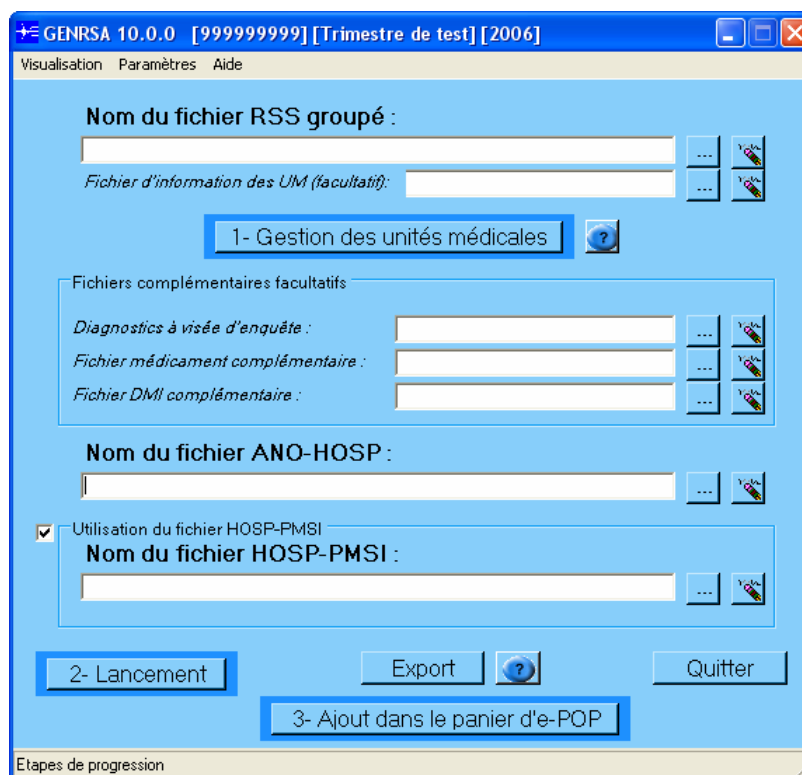 GENRSA 10.0.0 [999999999] [Trimestre de test] [2006]
Visualisation Paramètres Aide
Nom du fichier RSS groupé :
...
Fichier d'information des UM (facultatif):
...
1- Gestion des unités médicales
?
Fichiers complémentaires facultatifs
Diagnostics à visée d'enquête :
...
Fichier médicament complémentaire :
...
Fichier DMI complémentaire :
...
Nom du fichier ANO-HOSP :
...
Utilisation du fichier HOSP-PMSI
Nom du fichier HOSP-PMSI :
...
2- Lancement
Export
?
Quitter
3- Ajout dans le panier d'e-POP
Etapes de progression